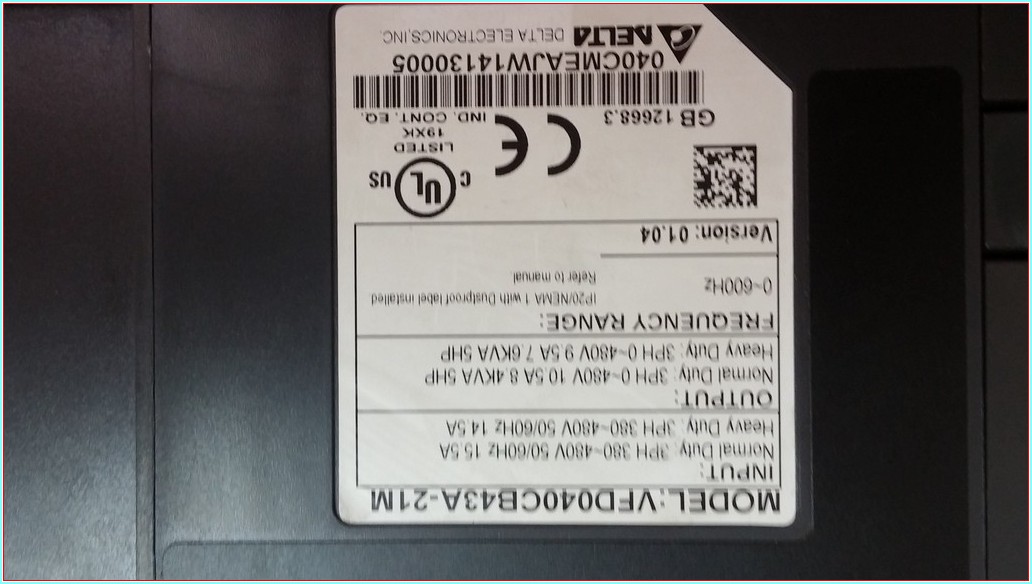 MODEL:VFD040CB43A-21M
INPUT:
Normal Duty: 3PH 380~480V 50/60Hz 15.5A
Heavy Duty: 3PH 380~480V 50/60Hz 14.5A
OUTPUT:
Normal Duty: 3PH 0~480V 10.5A 8.4KVA 5HP
Heavy Duty: 3PH 0~480V 9.5A 7.6KVA 5HP
FREQUENCY RANGE:
0~600Hz
IP20/NEMA 1 with Dustproof label installed
Refer to manual.
Version: 01.04
C UL US
LISTED
19XK
IND. CONT. EQ.
CE
GB 12668.3
040CMEAJW14130005
DELTA DELTA ELECTRONICS,INC.